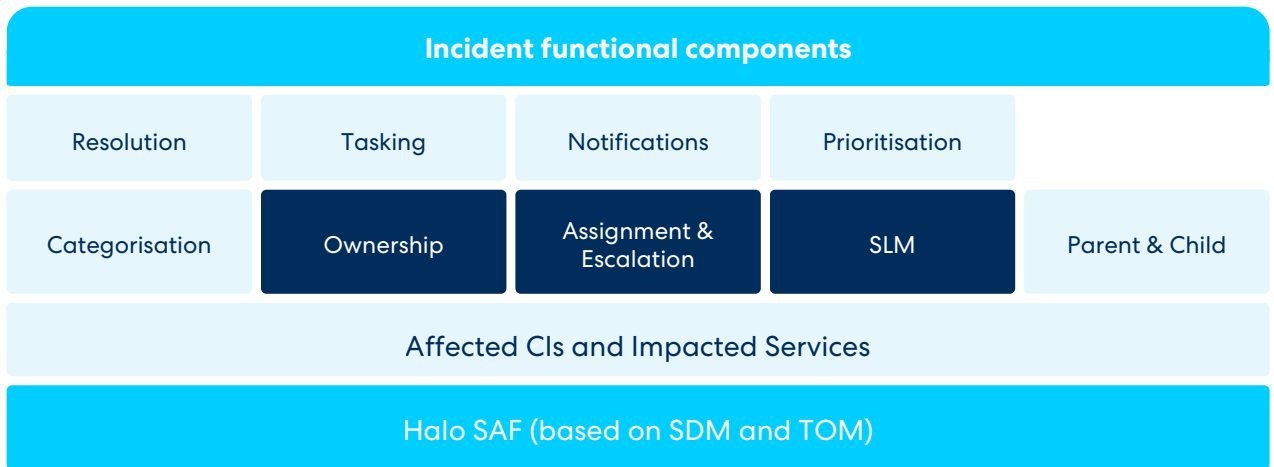 Incident functional components
Resolution
Tasking
Notifications
Prioritisation
Categorisation
Ownership
Assignment &
Escalation
SLM
Parent & Child
Affected CIs and Impacted Services
Halo SAF (based on SDM and TOM)